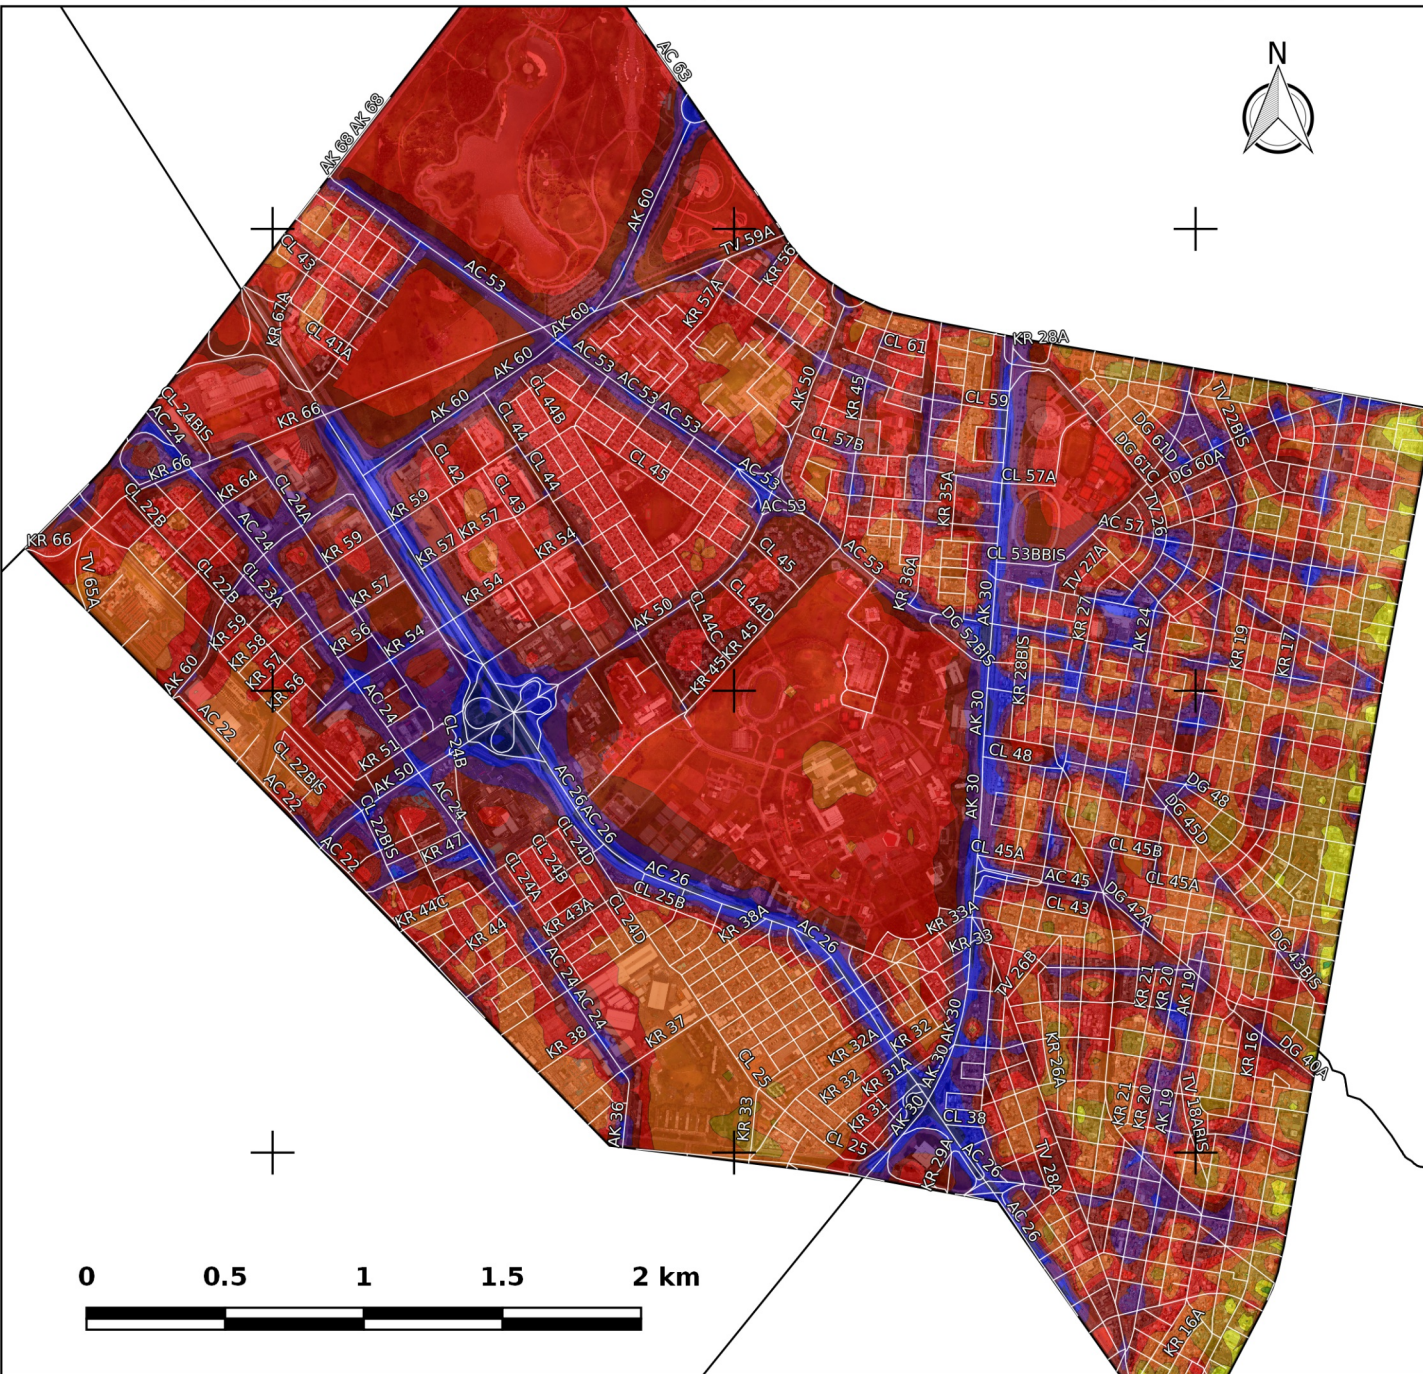 N
AC 63
AK 68 AK 68
AK 60
TV 59A
KR 56
CL 43
AC 53
KR 57A
KR 67A
CL 41A
AK 60
AK 60
AC 53
AC 53
AC 53
KR 28A
CL 61
AK 50
KR 45
CL 59
TV 22BIS
CL 44B
AK 60
KR 66
CL 24BIS
AC 24
CL 44
CL 57B
DG 61D
DG 61C
DG 60A
KR 66
KR 64
CL 24A
CL 42
CL 44
CL 45
AC 53
CL 57A
CL 22B
KR 59
CL 43
AC 53
KR 35A
TV 26
AC 57
KR 66
AC 24
KR 59
KR 57
KR 57
KR 54
CL 45
AC 53
CL 53BBIS
TV 27A
TV 65A
CL 22B
CL 23A
KR 57
KR 54
CL 44D
KR 36A
AK 30
KR 59
KR 58
KR 57
KR 56
KR 56
KR 54
AK 50
CL 44C
KR 45
KR 45
DG 52BIS
KR 28BIS
KR 27
AK 24
KR 19
KR 17
AK 60
AC 24
AC 22
KR 51
CL 24B
AK 30
CL 48
CL 22BIS
AK 50
AC 22
AC 24
AC 26
AC 26
AK 30
DG 48
DG 45D
CL 22BIS
AC 22
KR 47
CL 24D
CL 24B
CL 24A
AC 26
CL 25B
CL 45A
CL 45B
AC 45
CL 45A
DG 42A
CL 43
KR 44C
KR 44
KR 43A
CL 24D
KR 38A
AC 26
KR 33A
KR 33
DG 43BIS
AC 24
AC 24
TV 26B
KR 21
KR 20
AK 19
KR 38
KR 37
CL 25
KR 32A
KR 32
AK 30
AK 30
KR 26A
KR 16
DG 40A
AK 36
KR 33
KR 32
KR 31A
KR 31
AK 30
CL 38
CL 25
KR 29A
AC 26
TV 28A
KR 21
KR 20
AK 19
TV 18ABIS
AC 26
KR 16A
0 0.5 1 1.5 2 km